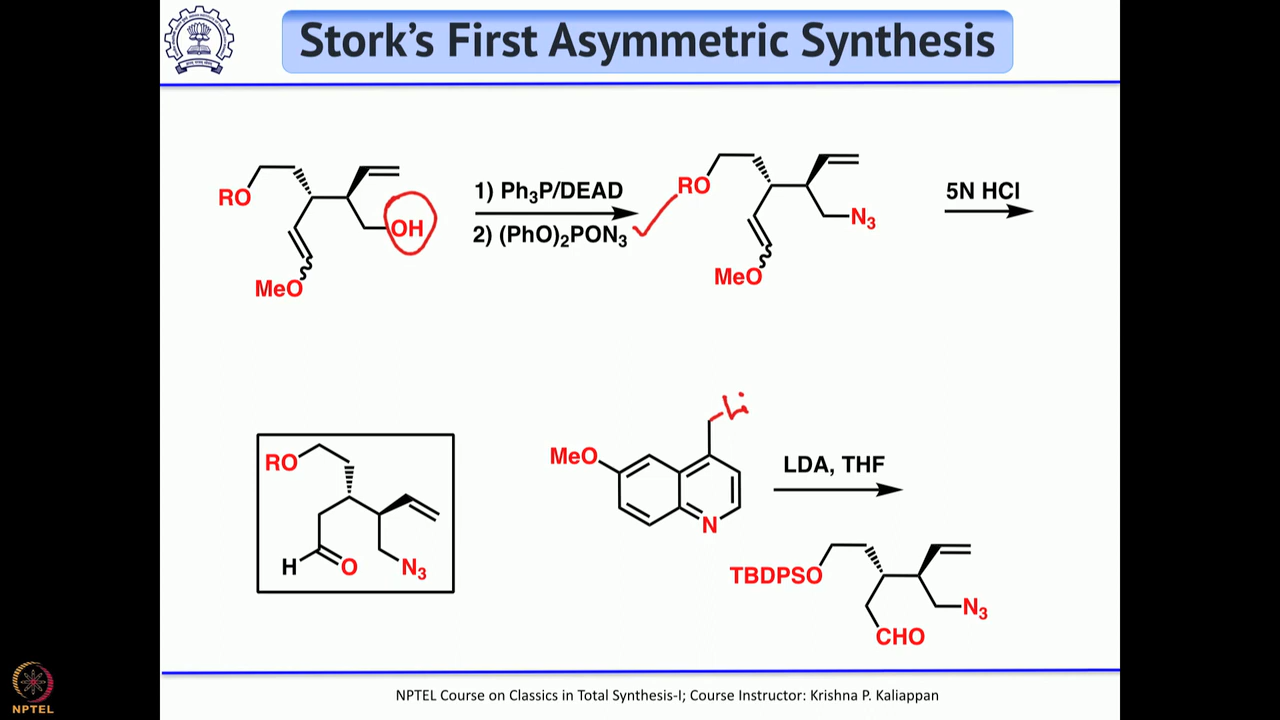 Stork's First Asymmetric Synthesis
RO
OH
MeO
1) Ph₃P/DEAD
2) (PhO)₂PON₃
RO
N₃
MeO
5N HCl
RO
H
O
N₃
MeO
Li
N
LDA, THF
TBDPSO
N₃
CHO
NPTEL Course on Classics in Total Synthesis-I; Course Instructor: Krishna P. Kaliappan
NPTEL